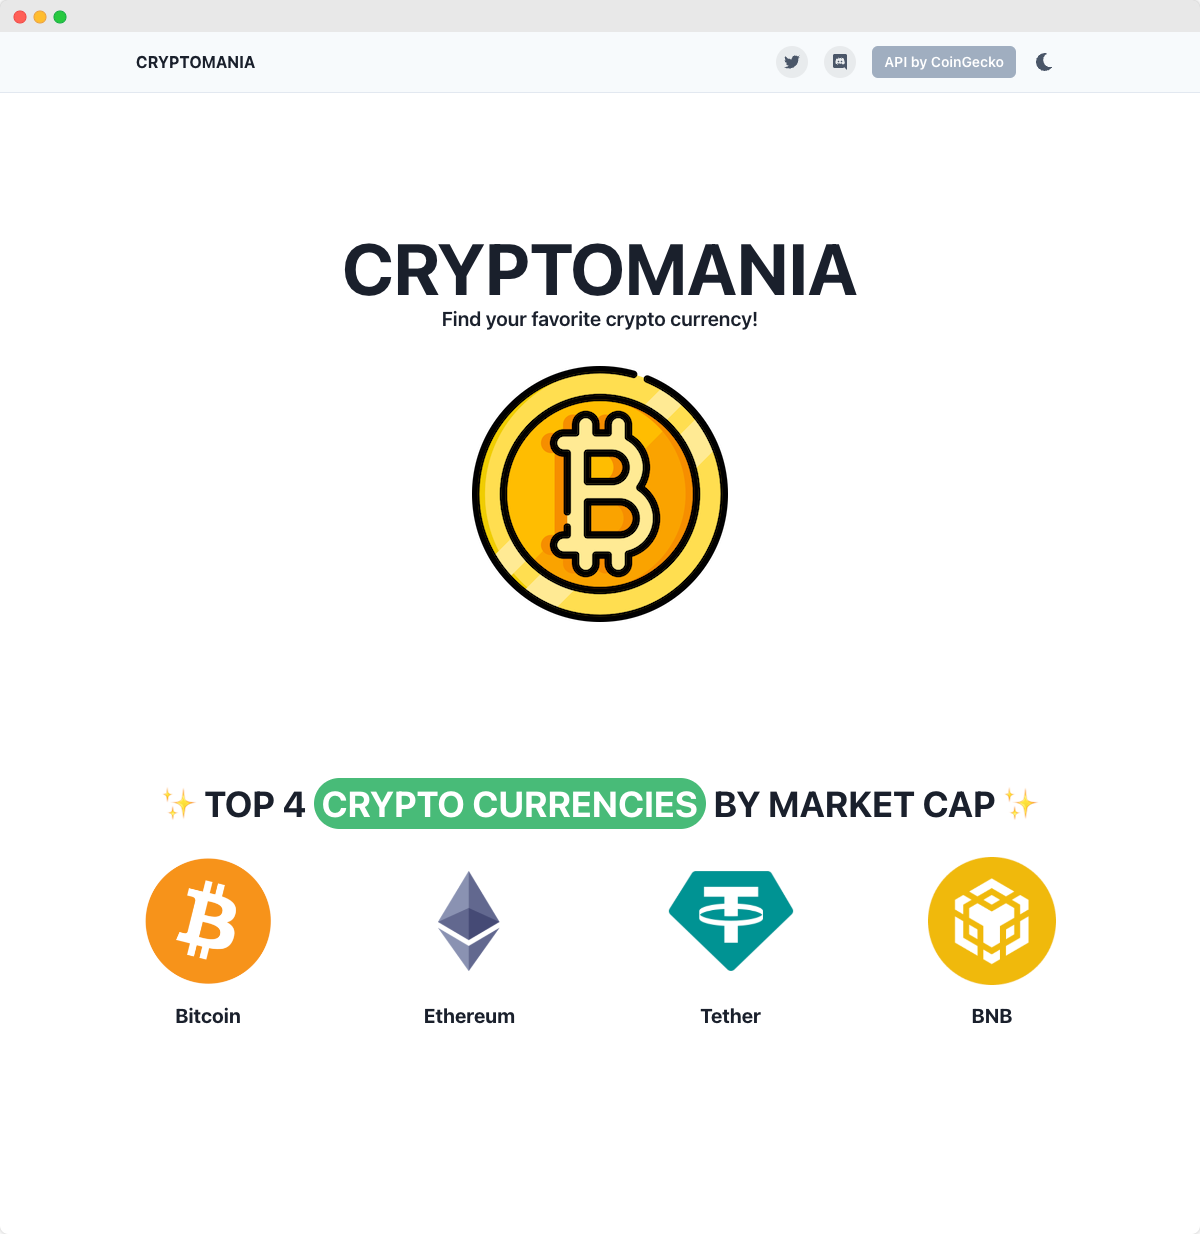 CRYPTOMANIA
API by CoinGecko
CRYPTOMANIA
Find your favorite crypto currency!
✨ TOP 4 CRYPTO CURRENCIES BY MARKET CAP ✨
Bitcoin
Ethereum
Tether
BNB